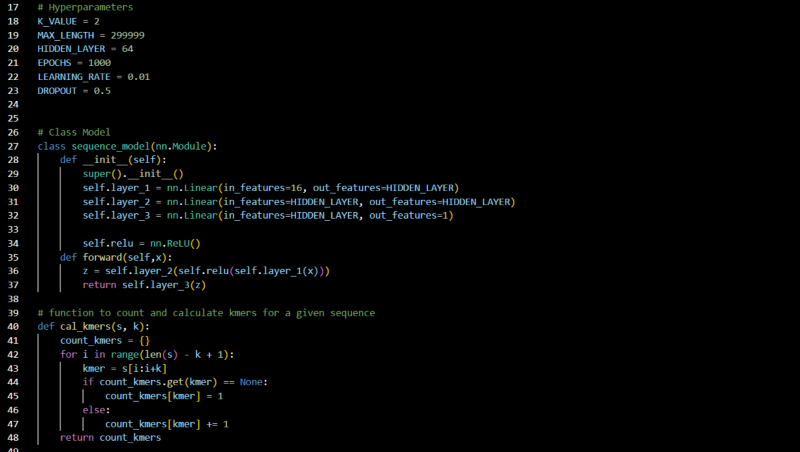 17 # Hyperparameters
18 K_VALUE = 2
19 MAX_LENGTH = 299999
20 HIDDEN_LAYER = 64
21 EPOCHS = 1000
22 LEARNING_RATE = 0.01
23 DROPOUT = 0.5
24
25
26 # Class Model
27 class sequence_model(nn.Module):
28     def __init__(self):
29         super().__init__()
30         self.layer_1 = nn.Linear(in_features=16, out_features=HIDDEN_LAYER)
31         self.layer_2 = nn.Linear(in_features=HIDDEN_LAYER, out_features=HIDDEN_LAYER)
32         self.layer_3 = nn.Linear(in_features=HIDDEN_LAYER, out_features=1)
33
34         self.relu = nn.ReLU()
35     def forward(self,x):
36         z = self.layer_2(self.relu(self.layer_1(x)))
37         return self.layer_3(z)
38
39 # function to count and calculate kmers for a given sequence
40 def cal_kmers(s, k):
41     count_kmers = {}
42     for i in range(len(s) - k + 1):
43         kmer = s[i:i+k]
44         if count_kmers.get(kmer) == None:
45             count_kmers[kmer] = 1
46         else:
47             count_kmers[kmer] += 1
48     return count_kmers
49